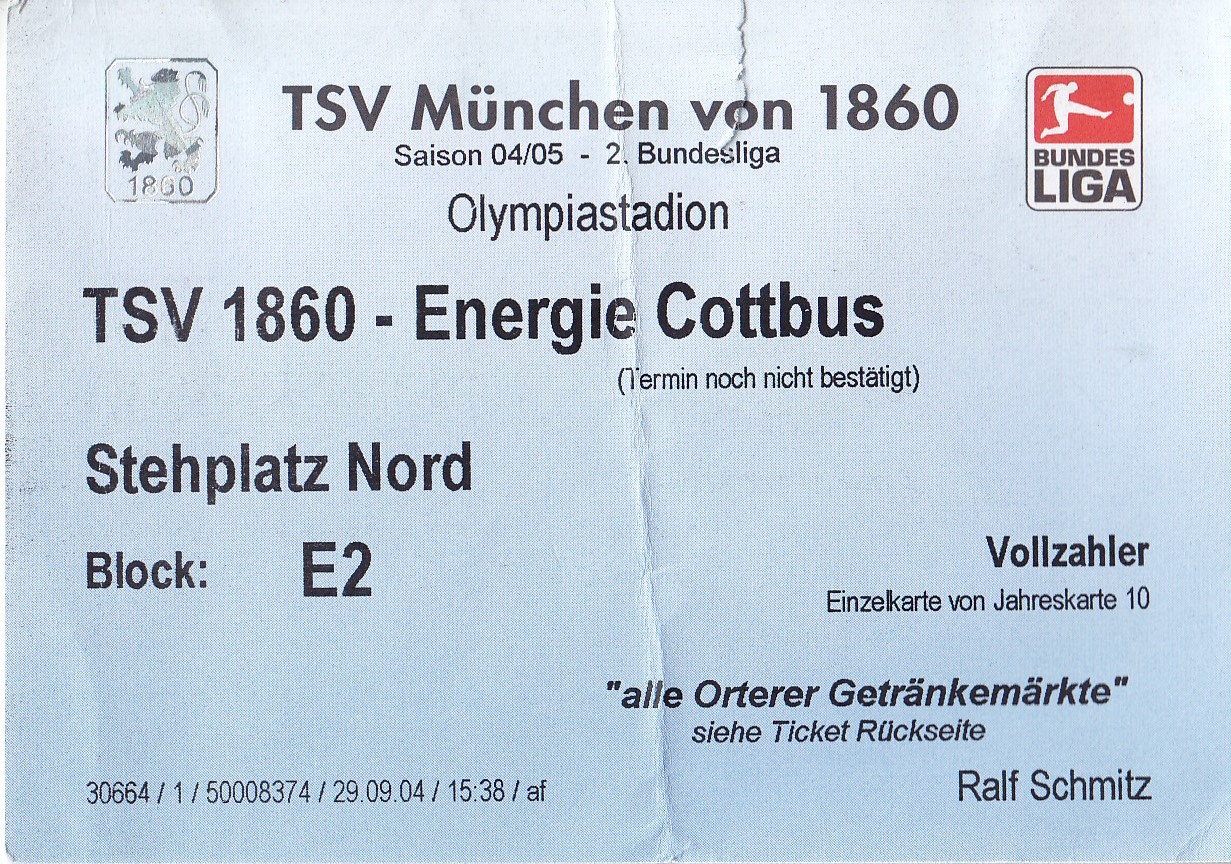 TSV München von 1860
Saison 04/05 - 2. Bundesliga
Olympiastadion
1860
BUNDES
LIGA
TSV 1860 - Energie Cottbus
(Termin noch nicht bestätigt)
Stehplatz Nord
Block: E2
Vollzahler
Einzelkarte von Jahreskarte 10
"alle Orterer Getränkemärkte"
siehe Ticket Rückseite
30664 / 1 / 50008374 / 29.09.04 / 15:38 / af
Ralf Schmitz